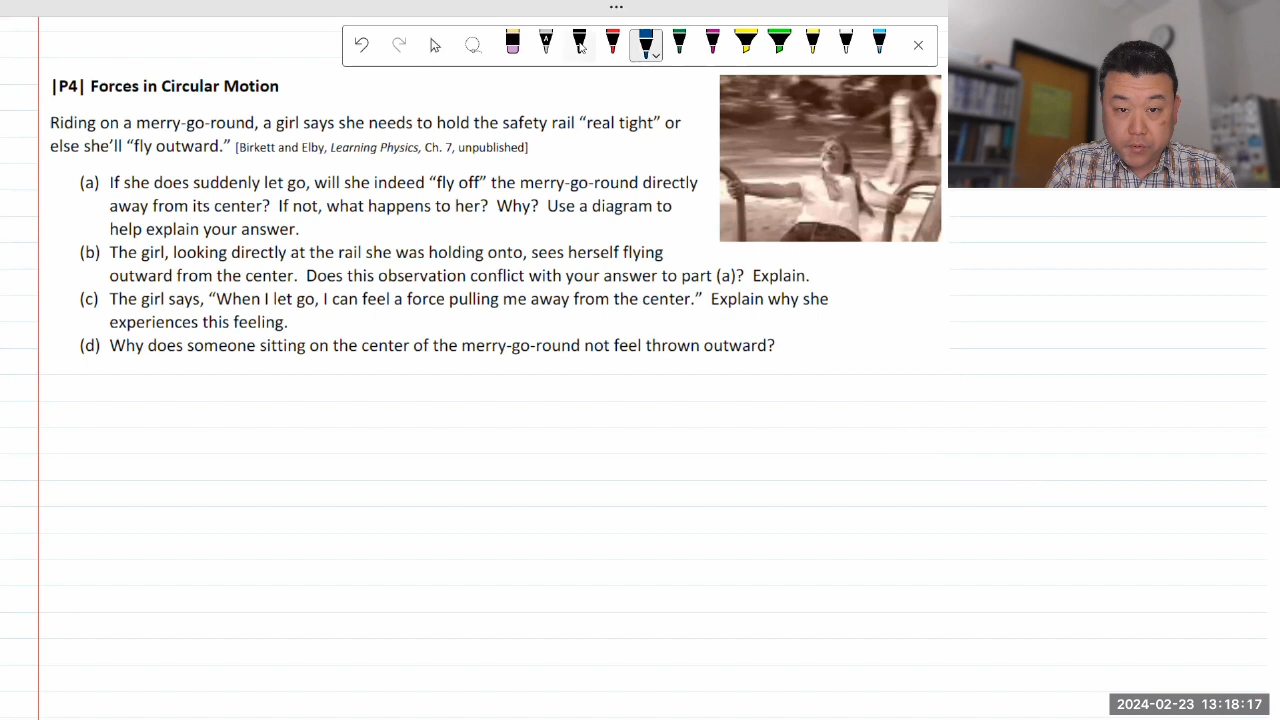 |P4| Forces in Circular Motion
Riding on a merry-go-round, a girl says she needs to hold the safety rail “real tight” or
else she’ll “fly outward.” [Birkett and Elby, Learning Physics, Ch. 7, unpublished]
(a) If she does suddenly let go, will she indeed “fly off” the merry-go-round directly
away from its center? If not, what happens to her? Why? Use a diagram to
help explain your answer.
(b) The girl, looking directly at the rail she was holding onto, sees herself flying
outward from the center. Does this observation conflict with your answer to part (a)? Explain.
(c) The girl says, “When I let go, I can feel a force pulling me away from the center.” Explain why she
experiences this feeling.
(d) Why does someone sitting on the center of the merry-go-round not feel thrown outward?
2024-02-23 13:18:17